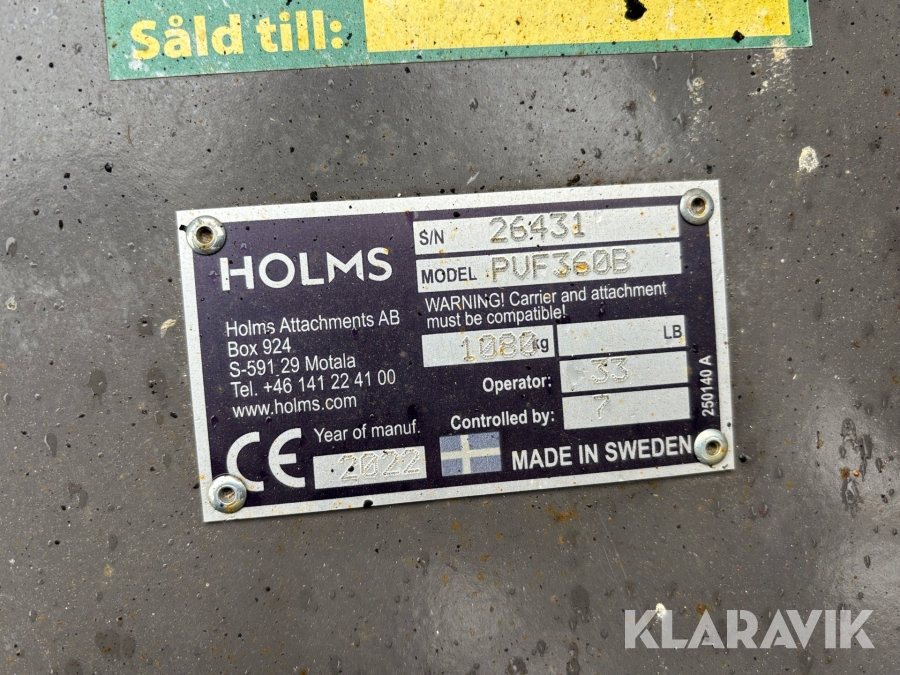 Såld till:
HOLMS
S/N 26431
MODEL PVF360B
WARNING! Carrier and attachment
must be compatible!
Holms Attachments AB
Box 924
S-591 29 Motala
Tel. +46 141 22 41 00
www.holms.com
1080kg LB
Operator: 33
Controlled by: 7
250140 A
CE
Year of manuf.
2022
MADE IN SWEDEN
KLARAVIK